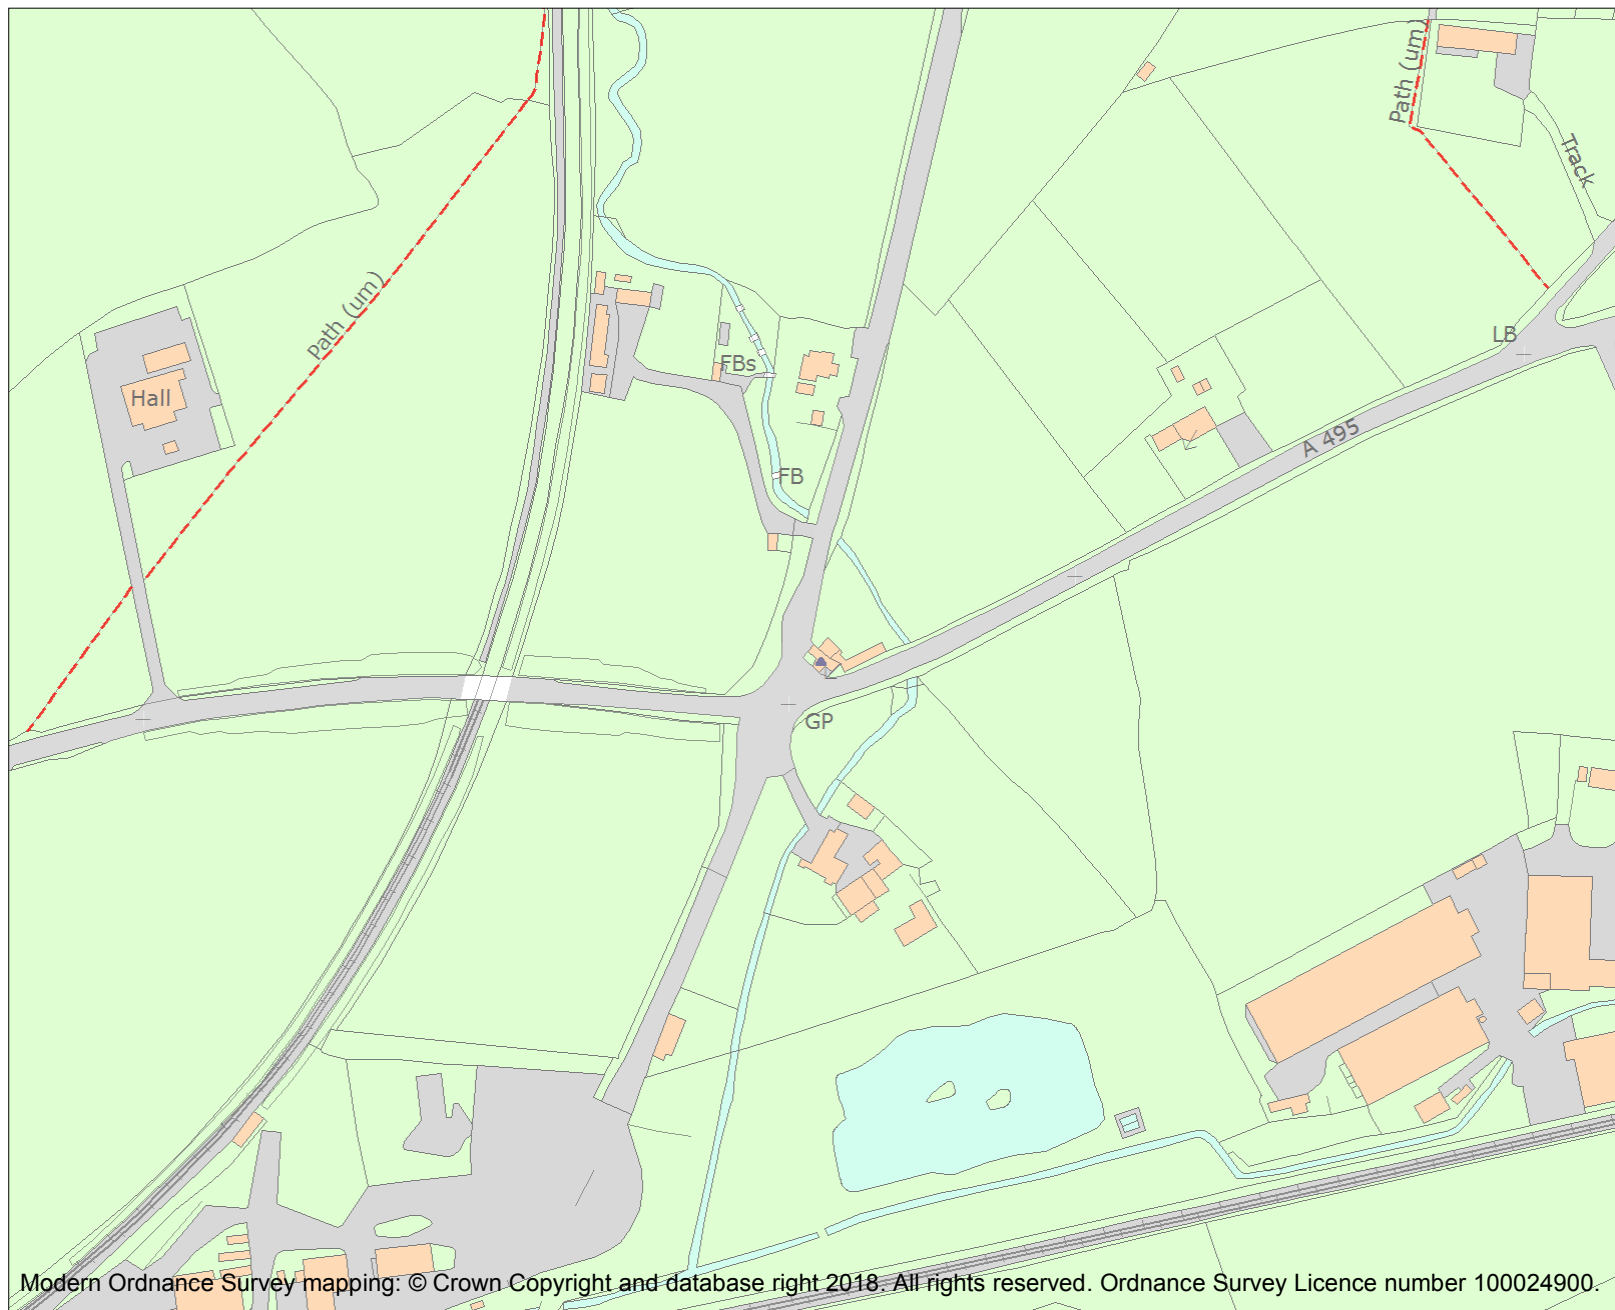 Path (um)
Track
Path (um)
LB
FBs
Hall
A 495
FB
GP
Modern Ordnance Survey mapping: © Crown Copyright and database right 2018. All rights reserved. Ordnance Survey Licence number 100024900.